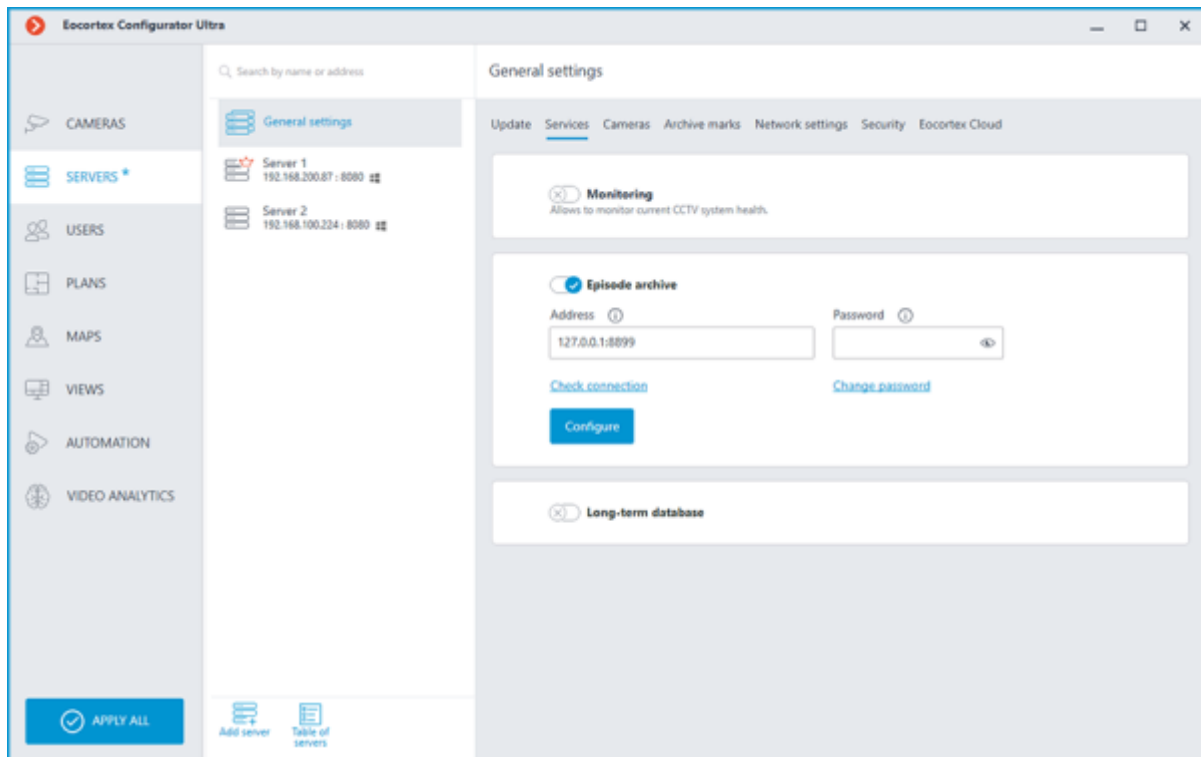 Eocortex Configurator Ultra
Search by name or address
General settings
CAMERAS
SERVERS *
USERS
PLANS
MAPS
VIEWS
AUTOMATION
VIDEO ANALYTICS
APPLY ALL
General settings
Server 1
192.168.200.87 : 8080
Server 2
192.168.100.224 : 8080
Add server
Table of
servers
Update Services Cameras Archive marks Network settings Security Eocortex Cloud
Monitoring
Allows to monitor current CCTV system health.
Episode archive
Address Password
127.0.0.1:8899
Check connection Change password
Configure
Long-term database